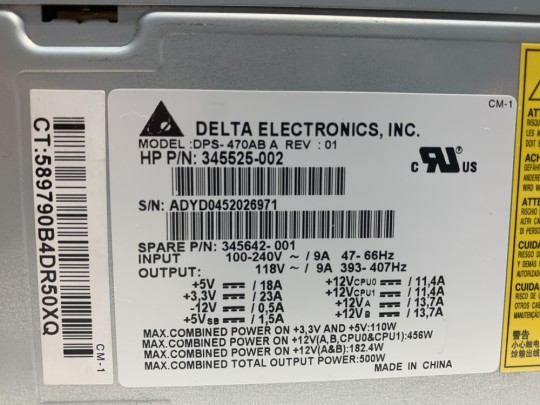 CM-1
DELTA ELECTRONICS, INC.
MODEL :DPS-470AB A REV : 01
HP P/N: 345525-002
c RU US
S/N: ADYD0452026971
SPARE P/N: 345642-001
INPUT 100-240V ~ / 9A 47-66Hz
OUTPUT: 118V ~ / 9A 393-407Hz
+5V / 18A +12VCPU0 / 11,4A
+3,3V / 23A +12VCPU1 / 11,4A
-12V / 0,5A +12VA / 13,7A
+5VSB / 1,5A +12VB / 13,7A
MAX.COMBINED POWER ON +3,3V AND +5V:110W
MAX.COMBINED POWER ON +12V(A,B,CPU0&CPU1):456W
MAX.COMBINED POWER ON +12V(A&B):182.4W
MAX.COMBINED TOTAL OUTPUT POWER:500W
MADE IN CHINA
CT:589790B4DR50XQ
CM-1
警告